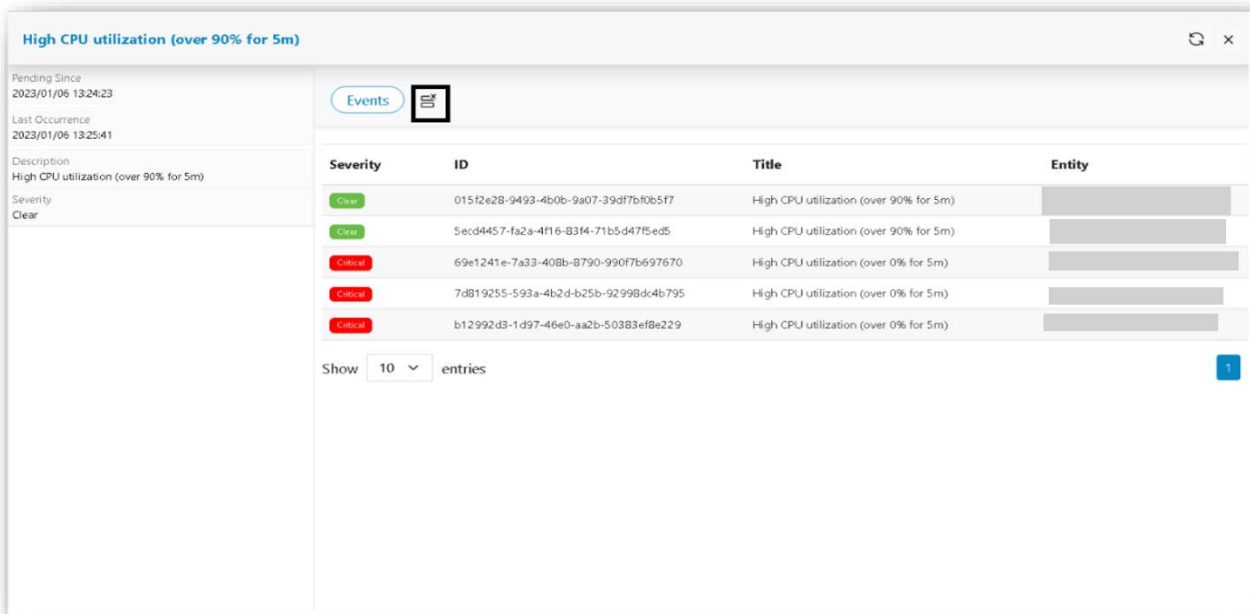 High CPU utilization (over 90% for 5m)
Pending Since
2023/01/06 13:24:23
Last Occurrence
2023/01/06 13:25:41
Description
High CPU utilization (over 90% for 5m)
Severity
Clear
Events
Severity ID Title Entity
Clear 015f2e28-9493-4b0b-9a07-39df7bf0b5f7 High CPU utilization (over 90% for 5m)
Clear 5ecd4457-fa2a-4f16-83f4-71b5d47f5ed5 High CPU utilization (over 90% for 5m)
Critical 69e1241e-7a33-408b-8790-990f7b697670 High CPU utilization (over 0% for 5m)
Critical 7d819255-593a-4b2d-b25b-92998dc4b795 High CPU utilization (over 0% for 5m)
Critical b12992d3-1d97-46e0-aa2b-50383ef8e229 High CPU utilization (over 0% for 5m)
Show 10 entries 1